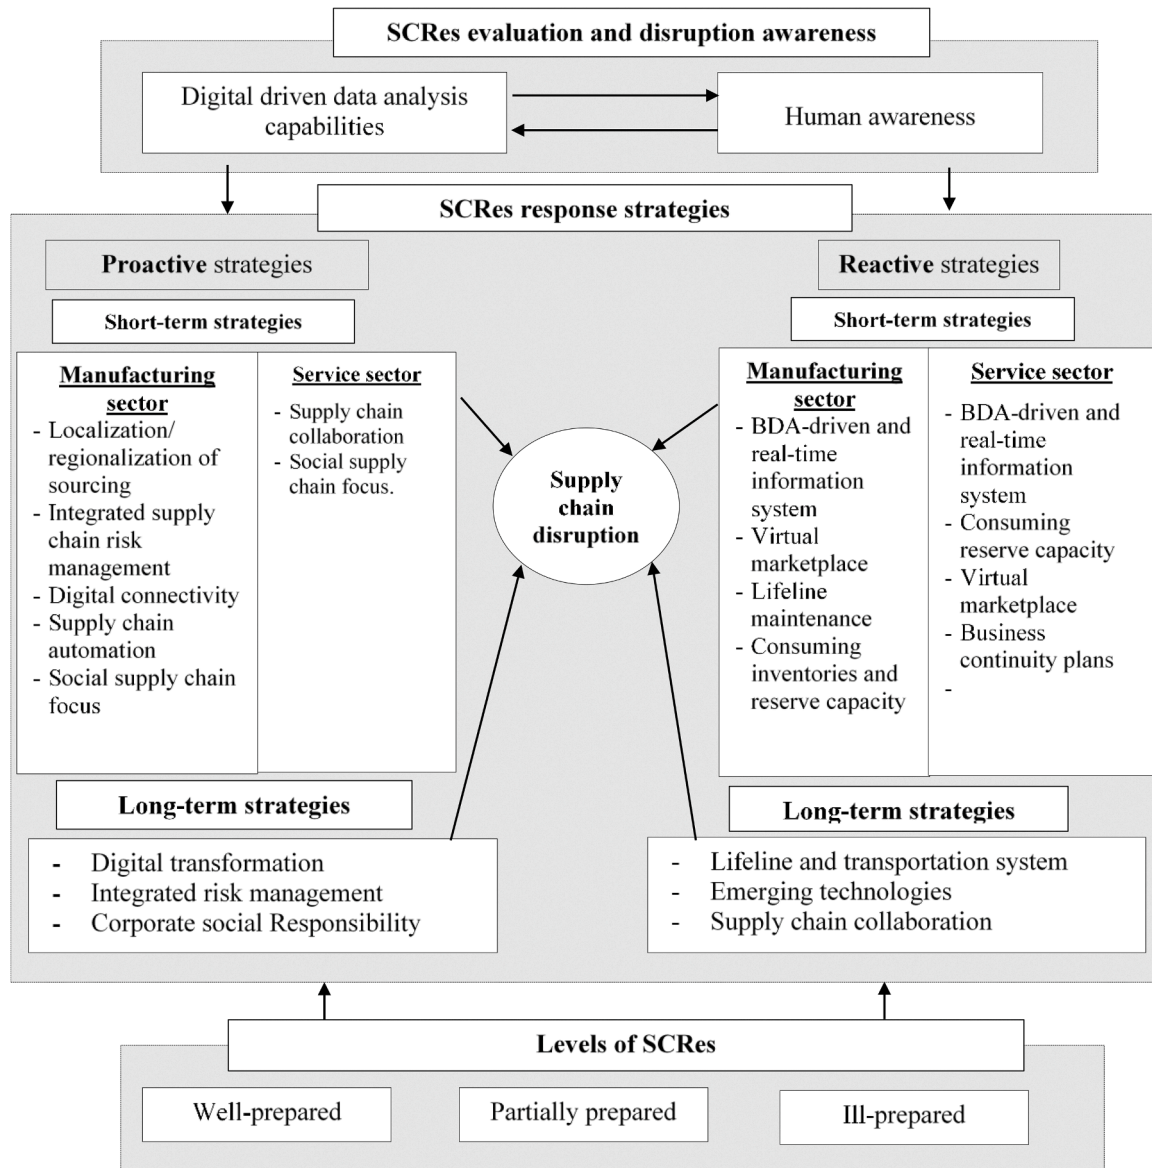 SCRes evaluation and disruption awareness
Digital driven data analysis
capabilities
Human awareness
SCRes response strategies
Proactive strategies
Short-term strategies
Manufacturing
sector
- Localization/
regionalization of
sourcing
- Integrated supply
chain risk
management
- Digital connectivity
- Supply chain
automation
- Social supply chain
focus
Service sector
- Supply chain
collaboration
- Social supply
chain focus.
Supply
chain
disruption
Reactive strategies
Short-term strategies
Manufacturing
sector
- BDA-driven and
real-time
information
system
- Virtual
marketplace
- Lifeline
maintenance
- Consuming
inventories and
reserve capacity
Service sector
- BDA-driven and
real-time
information
system
- Consuming
reserve capacity
- Virtual
marketplace
- Business
continuity plans
-
Long-term strategies
- Digital transformation
- Integrated risk management
- Corporate social Responsibility
Long-term strategies
- Lifeline and transportation system
- Emerging technologies
- Supply chain collaboration
Levels of SCRes
Well-prepared
Partially prepared
Ill-prepared